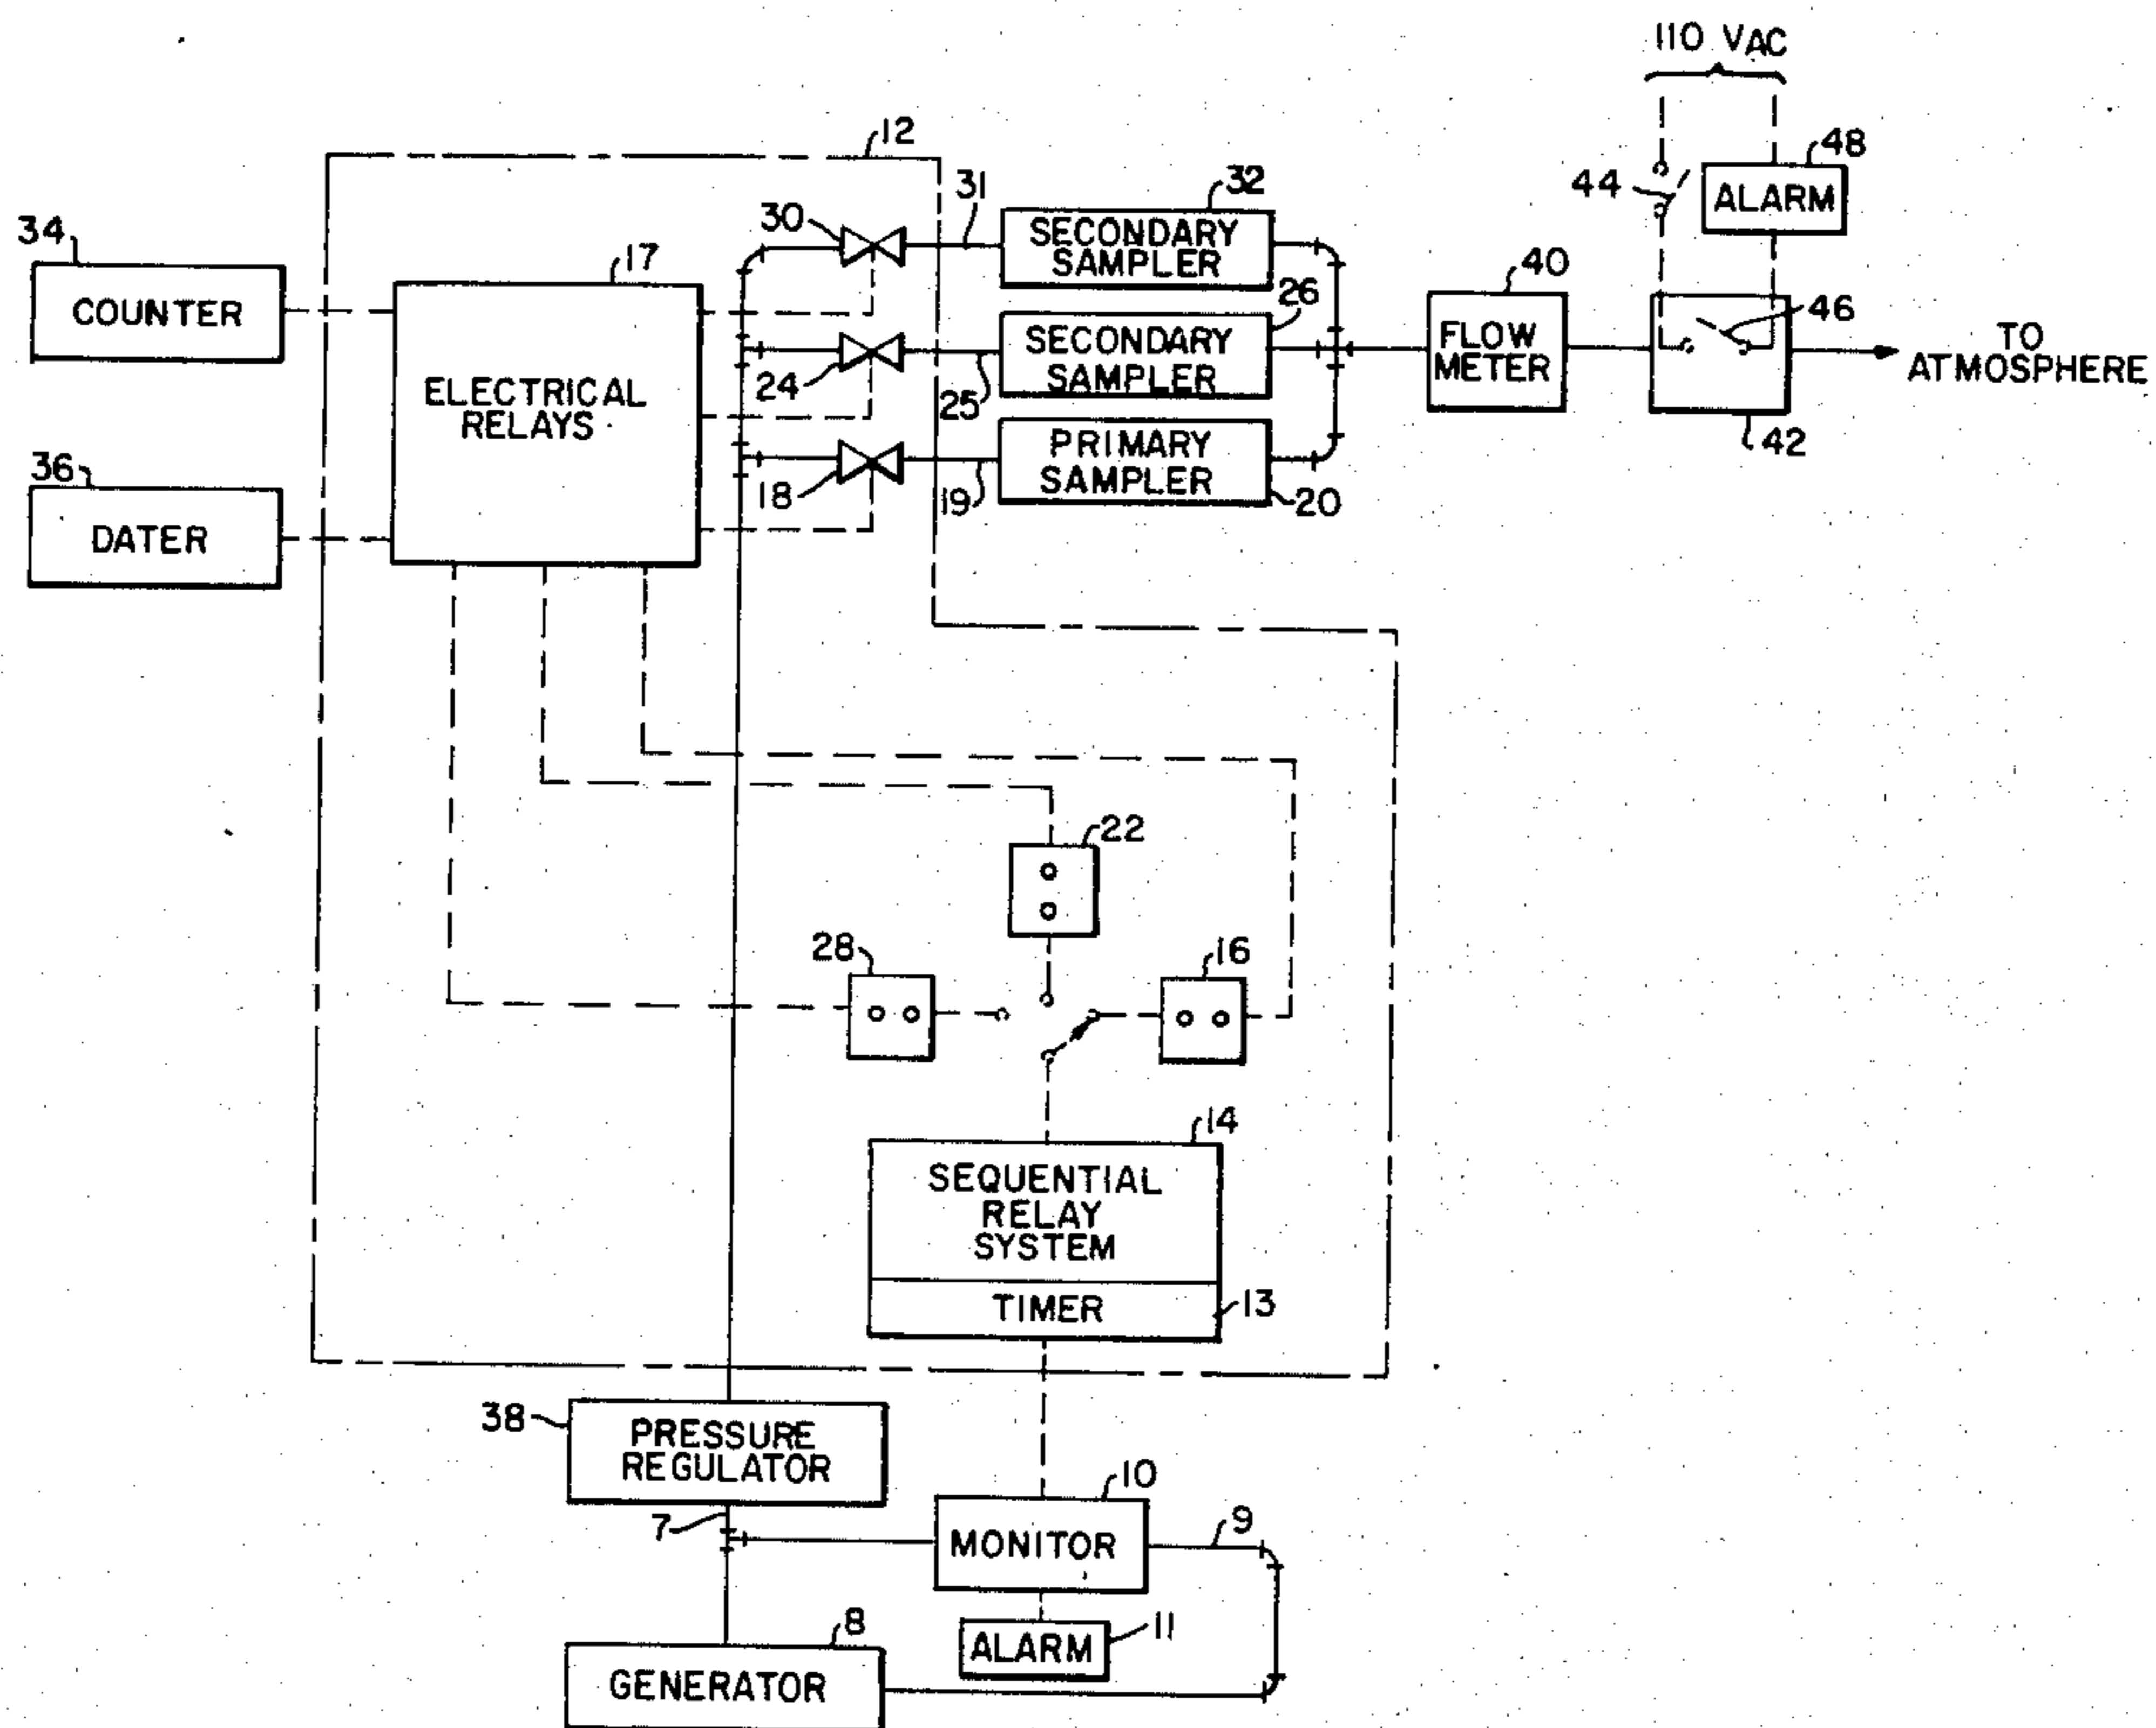 110 VAC
12
48
44
ALARM
32
31
30
SECONDARY
SAMPLER
34
17
40
26
COUNTER
46
SECONDARY
SAMPLER
FLOW
METER
TO
ATMOSPHERE
24
25
ELECTRICAL
RELAYS
42
PRIMARY
SAMPLER
36
18
19
20
DATER
22
28
16
14
SEQUENTIAL
RELAY
SYSTEM
TIMER
13
38
PRESSURE
REGULATOR
10
7
9
MONITOR
8
11
ALARM
GENERATOR